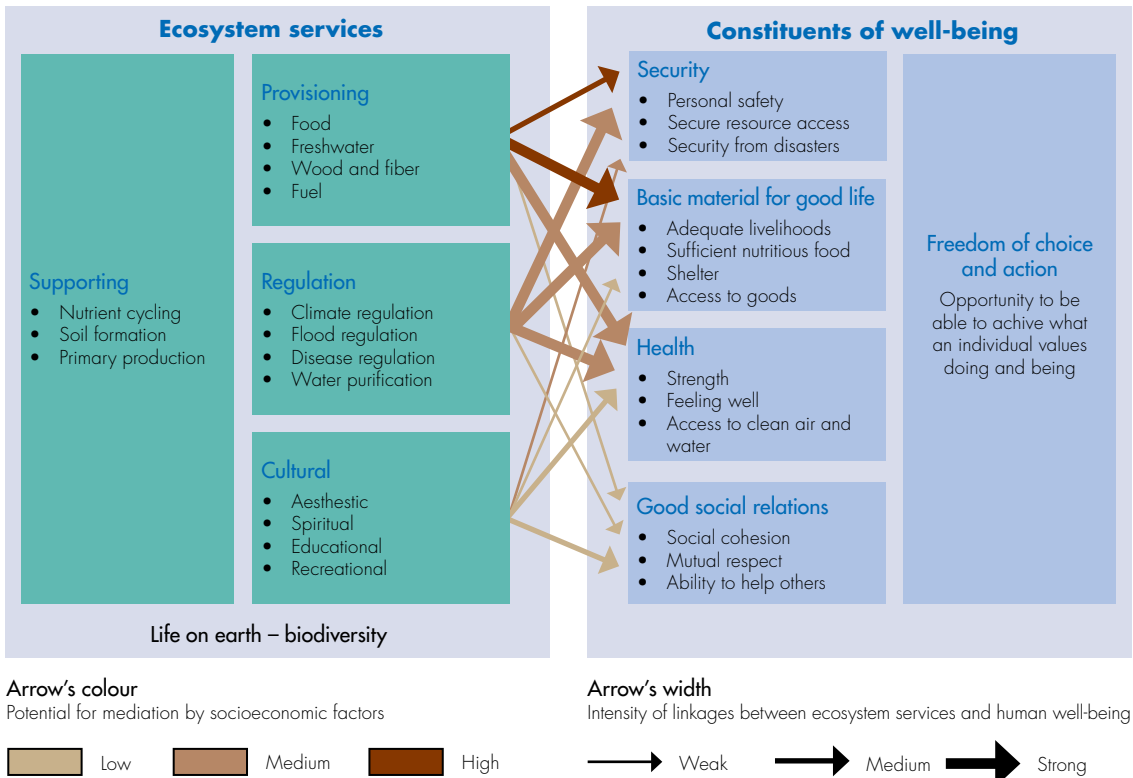 Ecosystem services
Supporting
• Nutrient cycling
• Soil formation
• Primary production
Provisioning
• Food
• Freshwater
• Wood and fiber
• Fuel
Regulation
• Climate regulation
• Flood regulation
• Disease regulation
• Water purification
Cultural
• Aesthestic
• Spiritual
• Educational
• Recreational
Life on earth – biodiversity
Constituents of well-being
Security
• Personal safety
• Secure resource access
• Security from disasters
Basic material for good life
• Adequate livelihoods
• Sufficient nutritious food
• Shelter
• Access to goods
Health
• Strength
• Feeling well
• Access to clean air and
water
Good social relations
• Social cohesion
• Mutual respect
• Ability to help others
Freedom of choice
and action
Opportunity to be
able to achive what
an individual values
doing and being
Arrow's colour
Potential for mediation by socioeconomic factors
Low
Medium
High
Arrow's width
Intensity of linkages between ecosystem services and human well-being
Weak
Medium
Strong